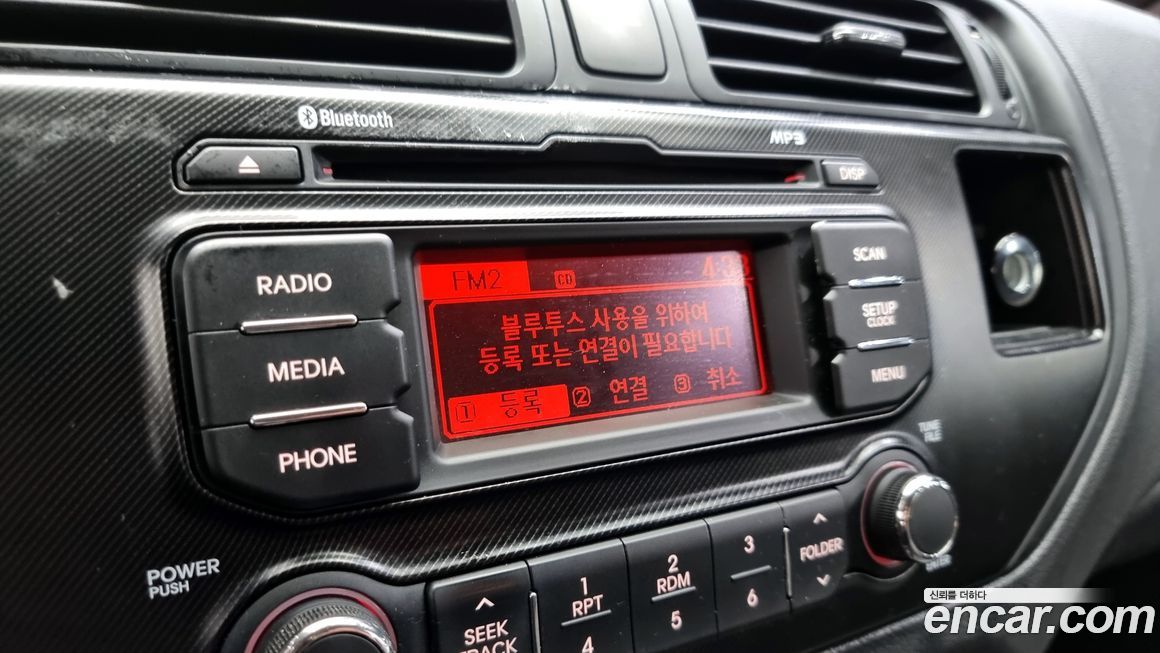 Bluetooth
MP3
DISP
RADIO
MEDIA
PHONE
FM2 CD
블루투스 사용을 위하여
등록 또는 연결이 필요합니다
1 등록 2 연결 3 취소
SCAN
SETUP
CLOCK
MENU
TUNE
FILE
ENTER
POWER
PUSH
SEEK
TRACK
1
RPT
4
2
RDM
5
3
6
FOLDER
신뢰를 더하다
encar.com